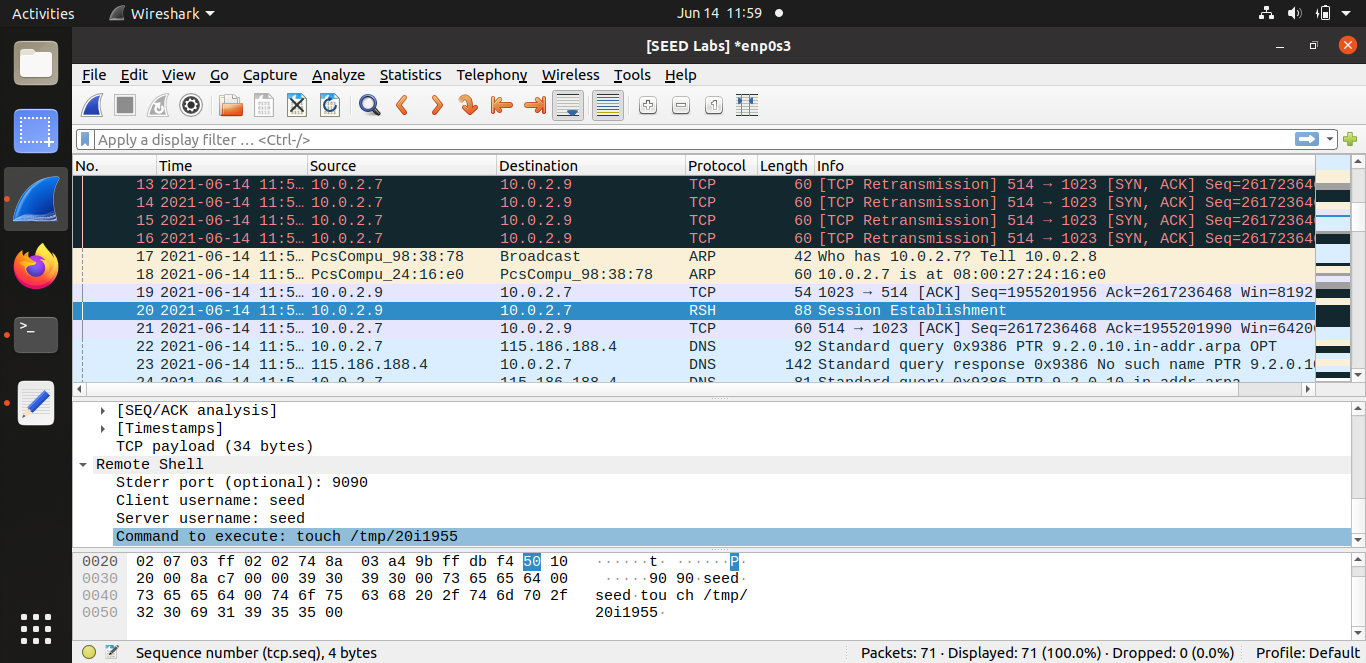 Activities Wireshark Jun 14 11:59
[SEED Labs] *enp0s3
File Edit View Go Capture Analyze Statistics Telephony Wireless Tools Help
Apply a display filter … <Ctrl-/>
No. Time Source Destination Protocol Length Info
13 2021-06-14 11:5… 10.0.2.7 10.0.2.9 TCP 60 [TCP Retransmission] 514 → 1023 [SYN, ACK] Seq=261723646
14 2021-06-14 11:5… 10.0.2.7 10.0.2.9 TCP 60 [TCP Retransmission] 514 → 1023 [SYN, ACK] Seq=261723646
15 2021-06-14 11:5… 10.0.2.7 10.0.2.9 TCP 60 [TCP Retransmission] 514 → 1023 [SYN, ACK] Seq=261723646
16 2021-06-14 11:5… 10.0.2.7 10.0.2.9 TCP 60 [TCP Retransmission] 514 → 1023 [SYN, ACK] Seq=261723646
17 2021-06-14 11:5… PcsCompu_98:38:78 Broadcast ARP 42 Who has 10.0.2.7? Tell 10.0.2.8
18 2021-06-14 11:5… PcsCompu_24:16:e0 PcsCompu_98:38:78 ARP 60 10.0.2.7 is at 08:00:27:24:16:e0
19 2021-06-14 11:5… 10.0.2.9 10.0.2.7 TCP 54 1023 → 514 [ACK] Seq=1955201956 Ack=2617236468 Win=8192
20 2021-06-14 11:5… 10.0.2.9 10.0.2.7 RSH 88 Session Establishment
21 2021-06-14 11:5… 10.0.2.7 10.0.2.9 TCP 60 514 → 1023 [ACK] Seq=2617236468 Ack=1955201990 Win=6420
22 2021-06-14 11:5… 10.0.2.7 115.186.188.4 DNS 92 Standard query 0x9386 PTR 9.2.0.10.in-addr.arpa OPT
23 2021-06-14 11:5… 115.186.188.4 10.0.2.7 DNS 142 Standard query response 0x9386 No such name PTR 9.2.0.10
24 2021-06-14 11:5… 10.0.2.7 115.186.188.4 DNS 81 Standard query 0x9386 PTR 9.2.0.10.in-addr.arpa
[SEQ/ACK analysis]
[Timestamps]
TCP payload (34 bytes)
Remote Shell
Stderr port (optional): 9090
Client username: seed
Server username: seed
Command to execute: touch /tmp/20i1955
0020 02 07 03 ff 02 02 74 8a 03 a4 9b ff db f4 50 10 ······t· ······P·
0030 20 00 8a c7 00 00 39 30 39 30 00 73 65 65 64 00 ·····90 90·seed·
0040 73 65 65 64 00 74 6f 75 63 68 20 2f 74 6d 70 2f seed·tou ch /tmp/
0050 32 30 69 31 39 35 35 00 20i1955·
Sequence number (tcp.seq), 4 bytes Packets: 71 · Displayed: 71 (100.0%) · Dropped: 0 (0.0%) Profile: Default